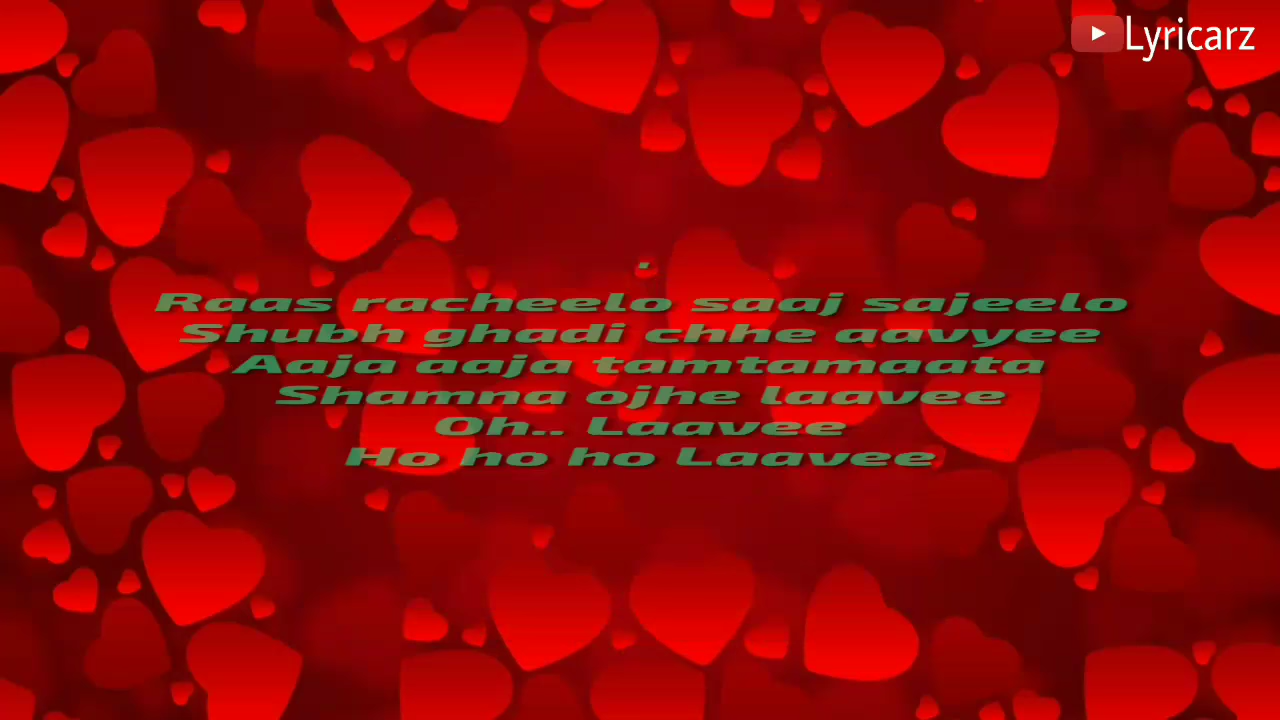 Lyricarz
.
Raas racheelo saaj sajeelo
Shubh ghadi chhe aavyee
Aaja aaja tamtamaata
Shamna ojhe laavee
Oh.. Laavee
Ho ho ho Laavee